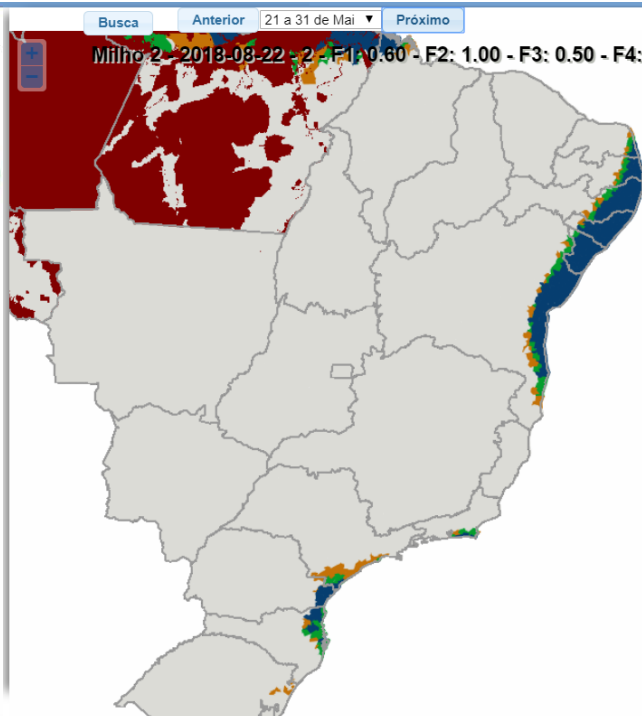 Busca Anterior 21 a 31 de Mai Próximo
+
Milho 2 - 2018-08-22 - 2 - F1: 0.60 - F2: 1.00 - F3: 0.50 - F4:
−